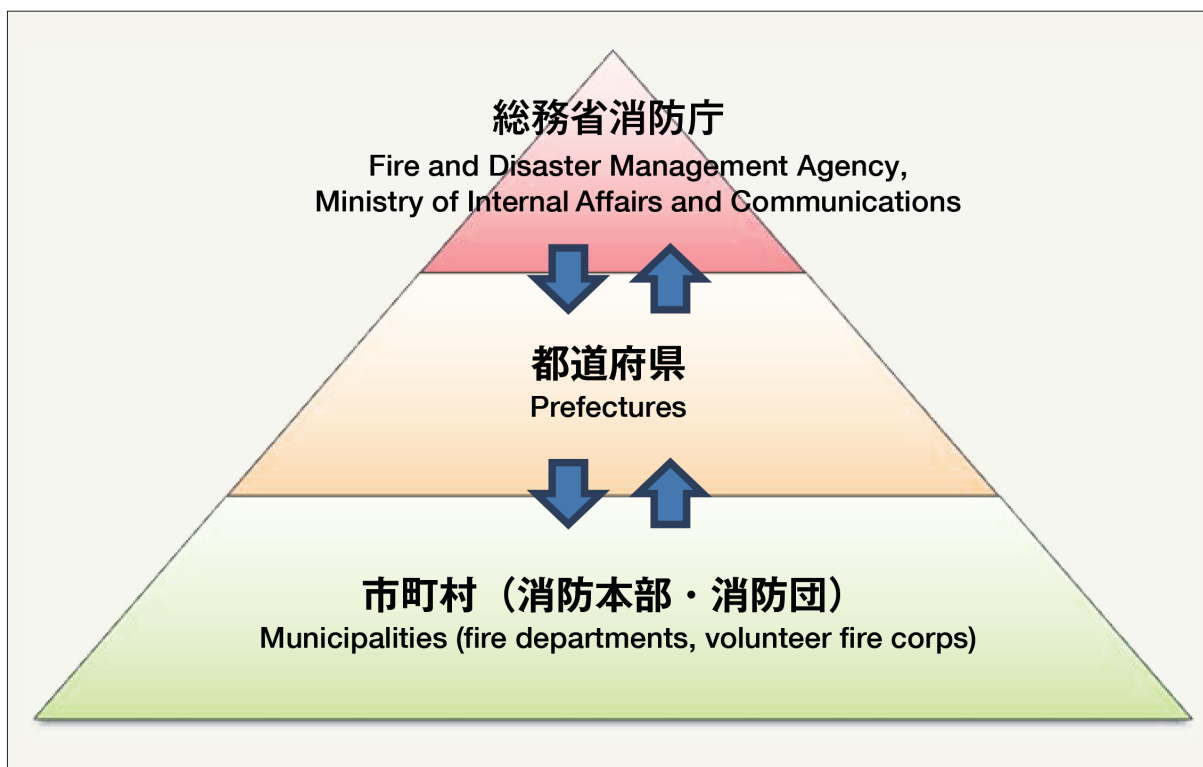 総務省消防庁
Fire and Disaster Management Agency,
Ministry of Internal Affairs and Communications
都道府県
Prefectures
市町村（消防本部・消防団）
Municipalities (fire departments, volunteer fire corps)